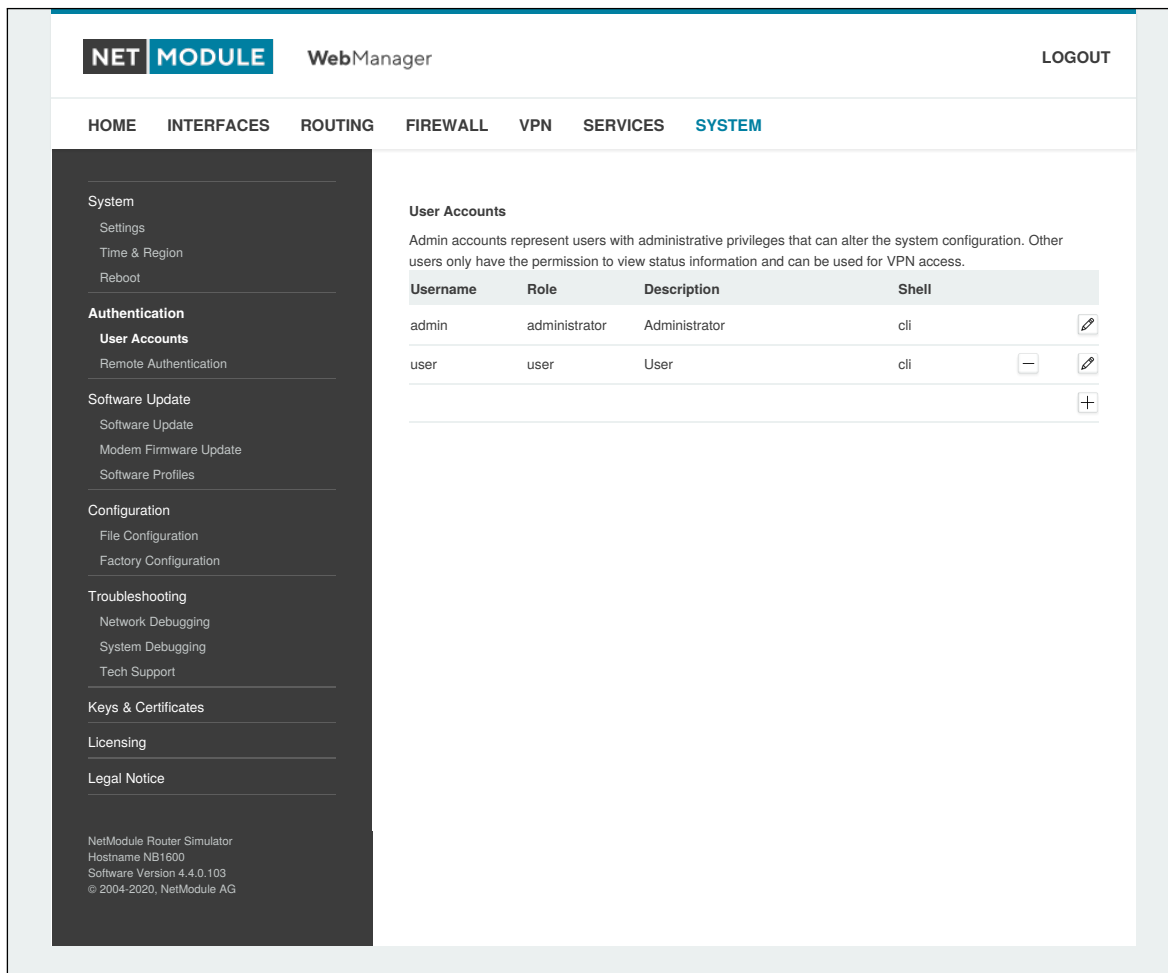 NET MODULE WebManager LOGOUT
HOME INTERFACES ROUTING FIREWALL VPN SERVICES SYSTEM
System
Settings
Time & Region
Reboot
Authentication
User Accounts
Remote Authentication
Software Update
Software Update
Modem Firmware Update
Software Profiles
Configuration
File Configuration
Factory Configuration
Troubleshooting
Network Debugging
System Debugging
Tech Support
Keys & Certificates
Licensing
Legal Notice
NetModule Router Simulator
Hostname NB1600
Software Version 4.4.0.103
© 2004-2020, NetModule AG
User Accounts
Admin accounts represent users with administrative privileges that can alter the system configuration. Other
users only have the permission to view status information and can be used for VPN access.
Username Role Description Shell
admin administrator Administrator cli
user user User cli